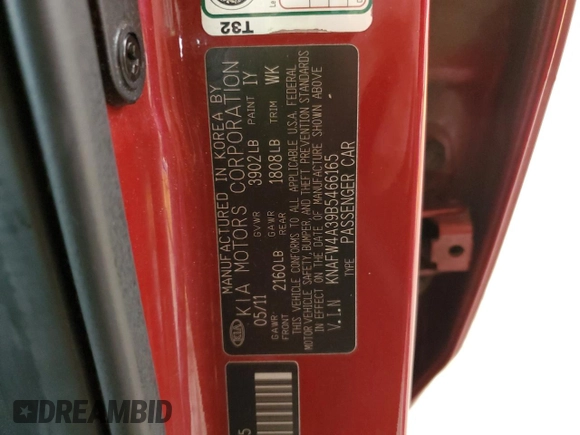 T32
MANUFACTURED IN KOREA BY
KIA MOTORS CORPORATION
05/11 GVWR 3902LB PAINT IY
GAWR FRONT 2160LB GAWR REAR 1808LB TRIM WK
THIS VEHICLE CONFORMS TO ALL APPLICABLE U.S.A. FEDERAL
MOTOR VEHICLE SAFETY, BUMPER, AND THEFT PREVENTION STANDARDS
IN EFFECT ON THE DATE OF MANUFACTURE SHOWN ABOVE
V.I.N KNAFW4A39B5466165
TYPE PASSENGER CAR
KIA
DREAMBID